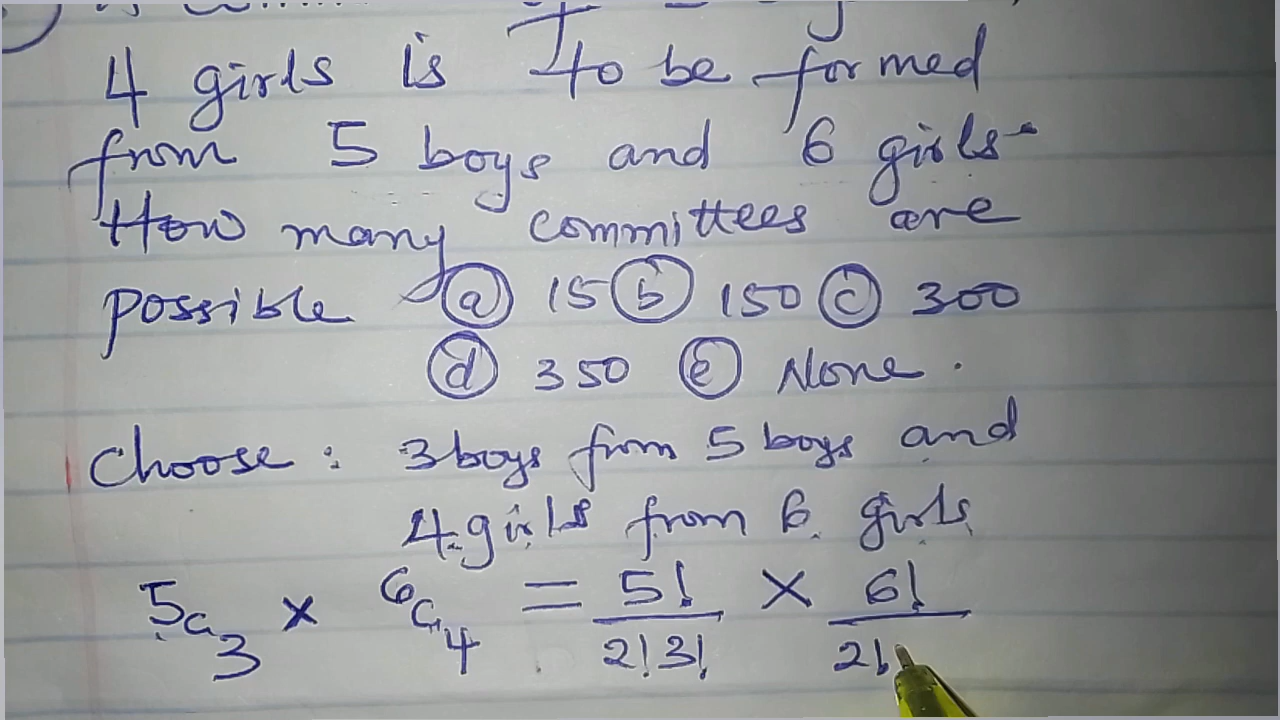 4 girls is to be formed
from 5 boys and 6 girls-
How many committees are
possible (a) 15 (b) 150 (c) 300
(d) 350 (e) None.
Choose: 3 boys from 5 boys and
4 girls from 6 girls
5C3 × 6C4 = 5!/2!3! × 6!/2!